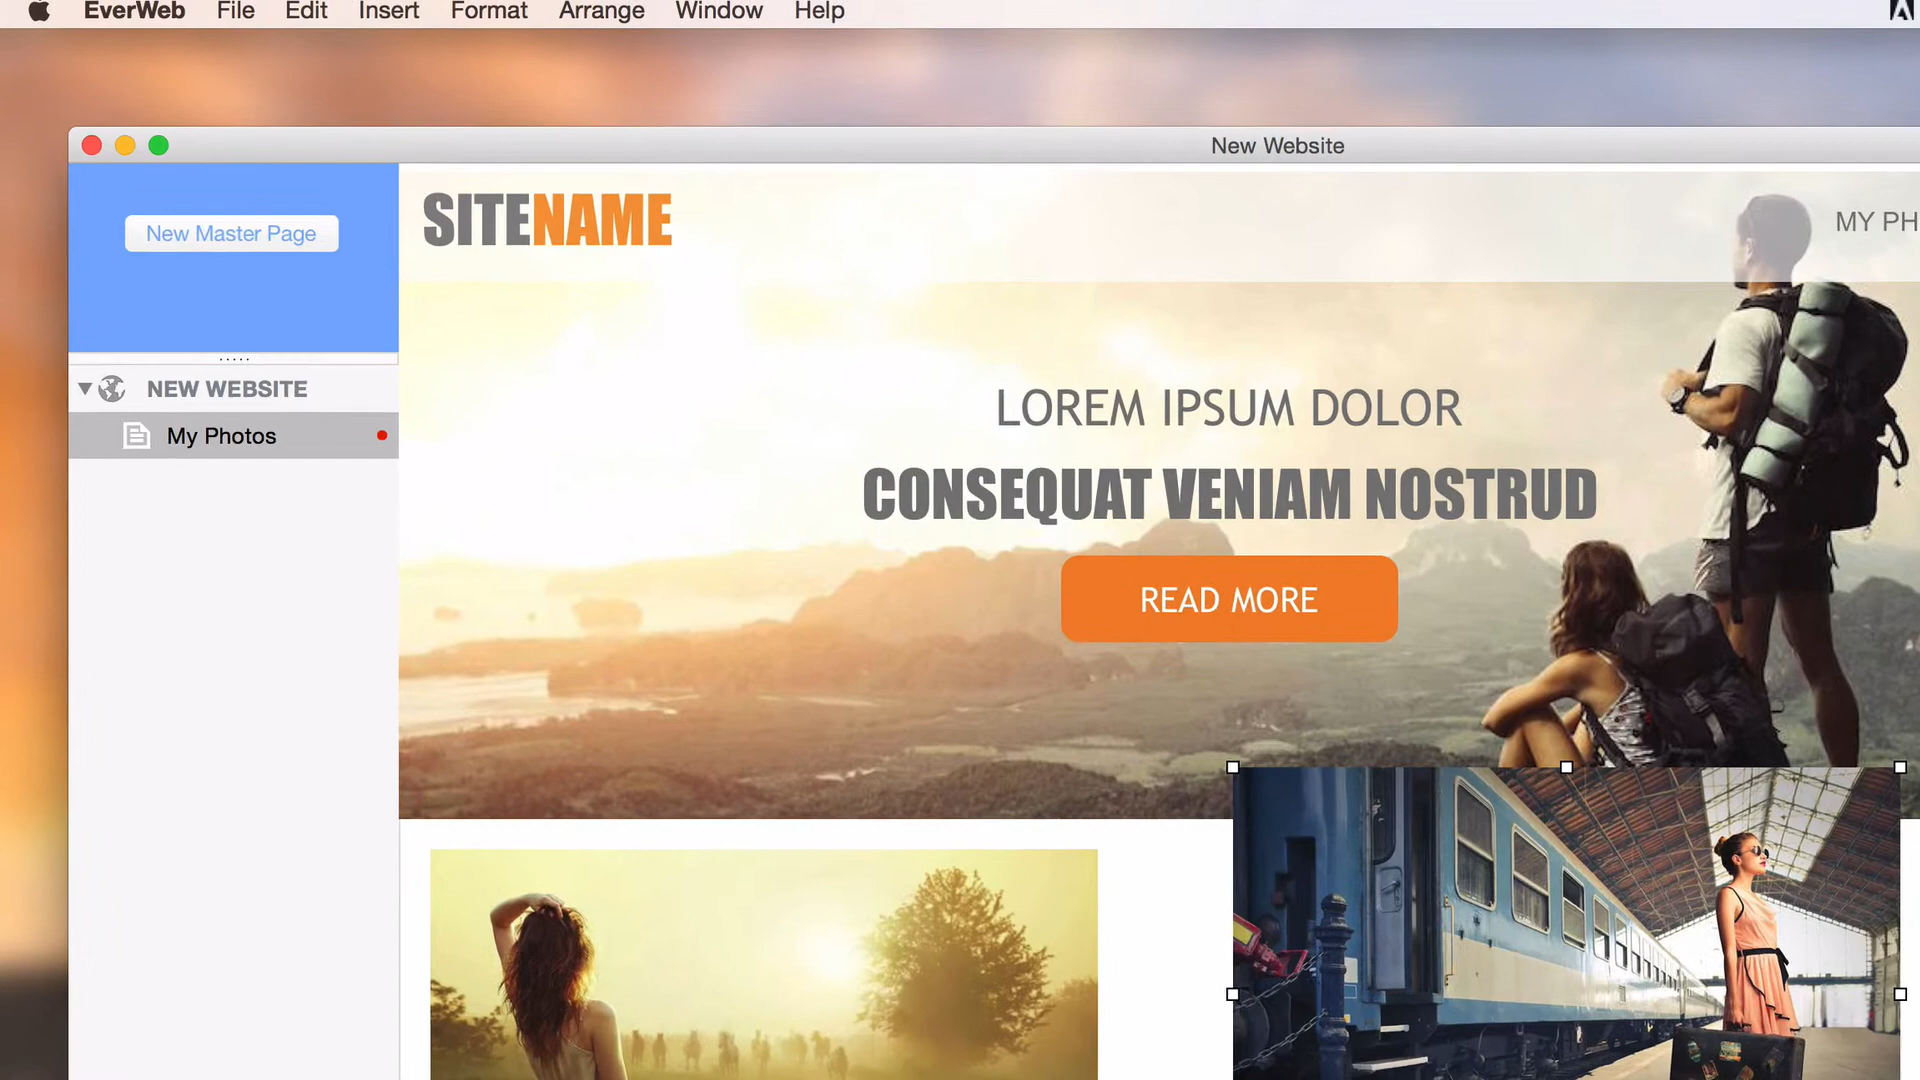 EverWeb File Edit Insert Format Arrange Window Help
New Website
New Master Page
SITENAME
MY PH
NEW WEBSITE
My Photos
LOREM IPSUM DOLOR
CONSEQUAT VENIAM NOSTRUD
READ MORE